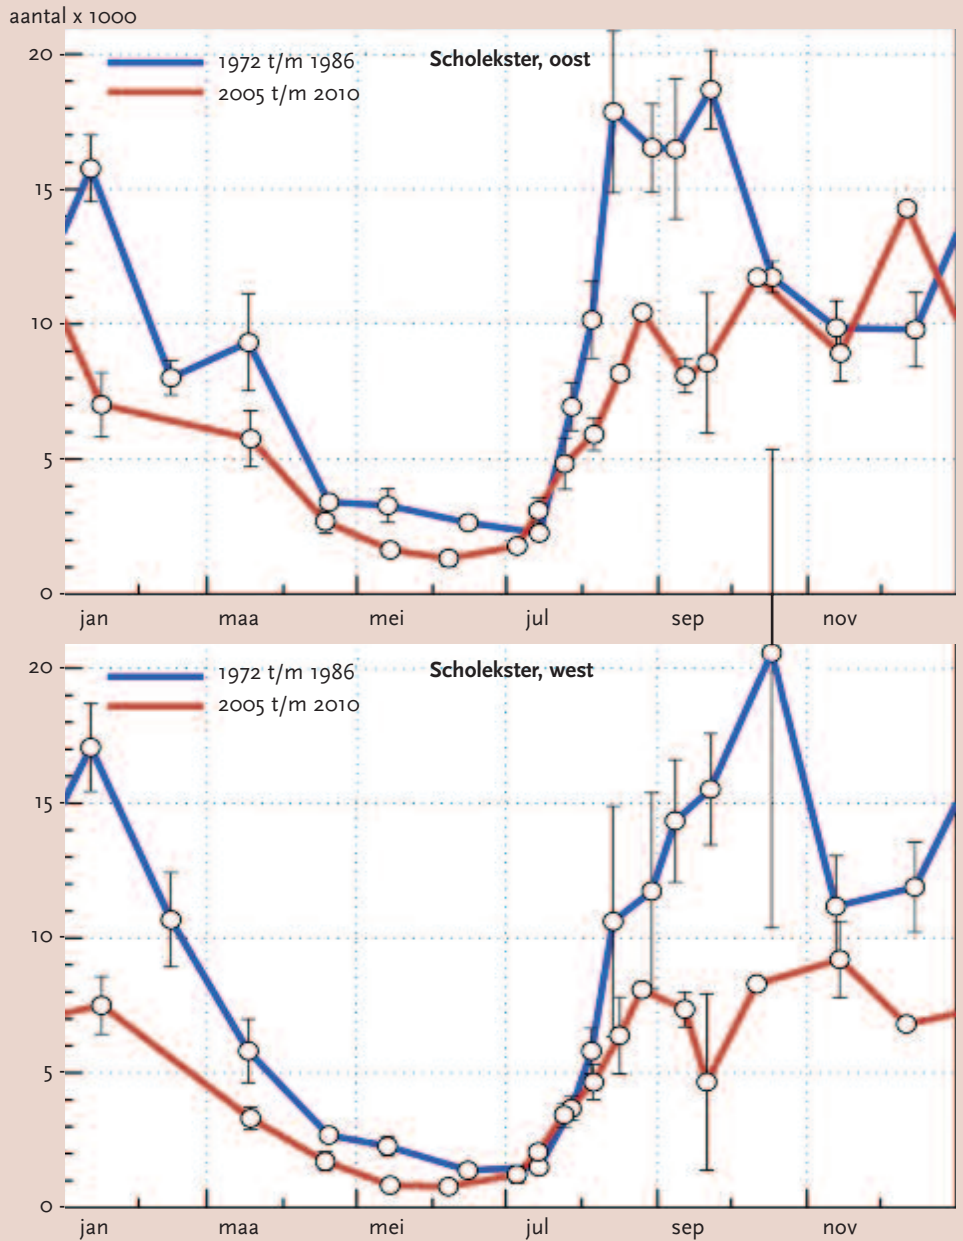 aantal x 1000
20
1972 t/m 1986
Scholekster, oost
2005 t/m 2010
15
10
5
0
jan maa mei jul sep nov
20
1972 t/m 1986
Scholekster, west
2005 t/m 2010
15
10
5
0
jan maa mei jul sep nov